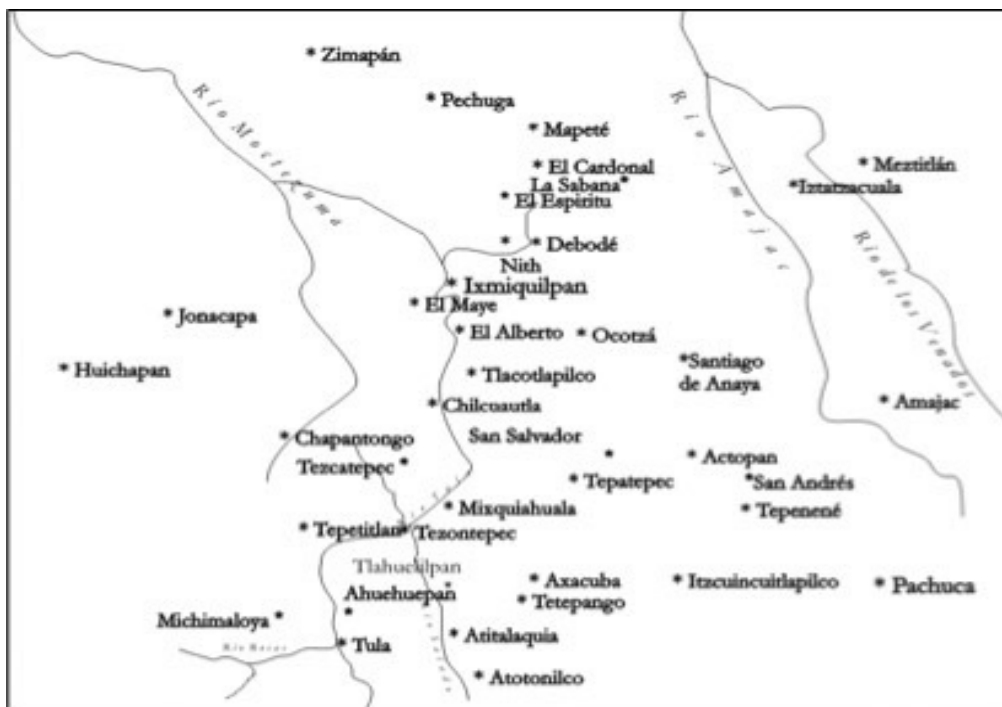 Zimapán
Pechuga
Río Moctezuma
Mapeté
Río Amajac
El Cardonal
Meztitlán
La Sabana
Iztatzacuala
El Espiritu
Debodé
Nith
Río de los Venados
Ixmiquilpan
El Maye
Jonacapa
El Alberto
Ocotzá
Huichapan
Tlacotlapilco
Santiago
de Anaya
Chilcuautla
Amajac
Chapantongo
San Salvador
Tezcatepec
Actopan
Tepatepec
San Andrés
Mixquiahuala
Tepenené
Tepetitlan
Tezontepec
Axacuba
Itzcuincuitlapilco
Pachuca
Ahuehuepan
Tetepango
Michimaloya
Atitalaquia
Tula
Atotonilco